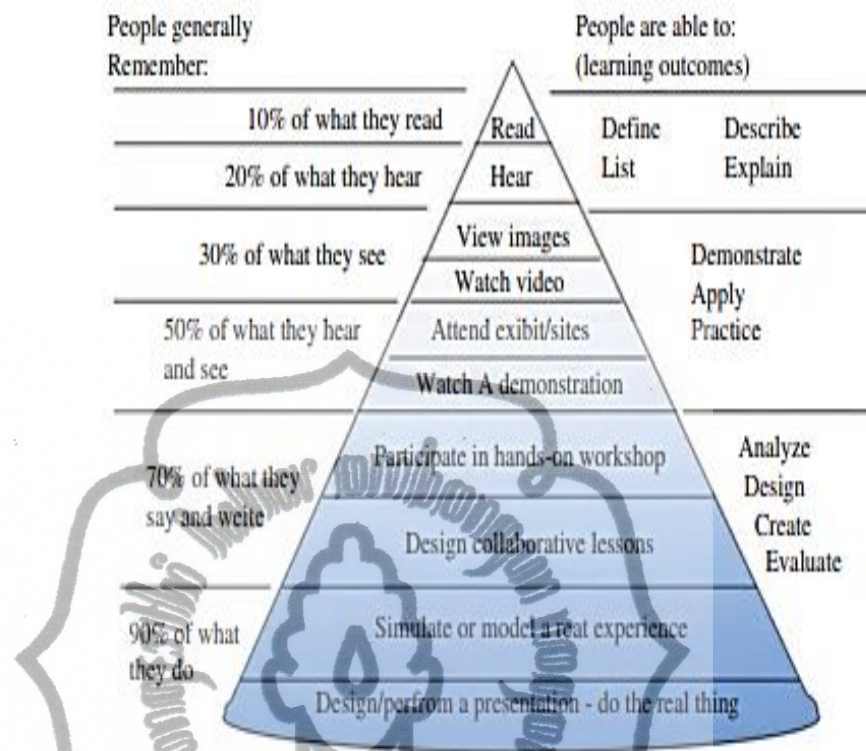 People generally
Remember:
People are able to:
(learning outcomes)
10% of what they read
Read
Define
Describe
List
Explain
20% of what they hear
Hear
30% of what they see
View images
Watch video
Demonstrate
Apply
Practice
50% of what they hear
and see
Attend exibit/sites
Watch A demonstration
70% of what they
say and weite
Participate in hands-on workshop
Design collaborative lessons
Analyze
Design
Create
Evaluate
90% of what
they do
Simulate or model a reat experience
Design/perfrom a presentation - do the real thing